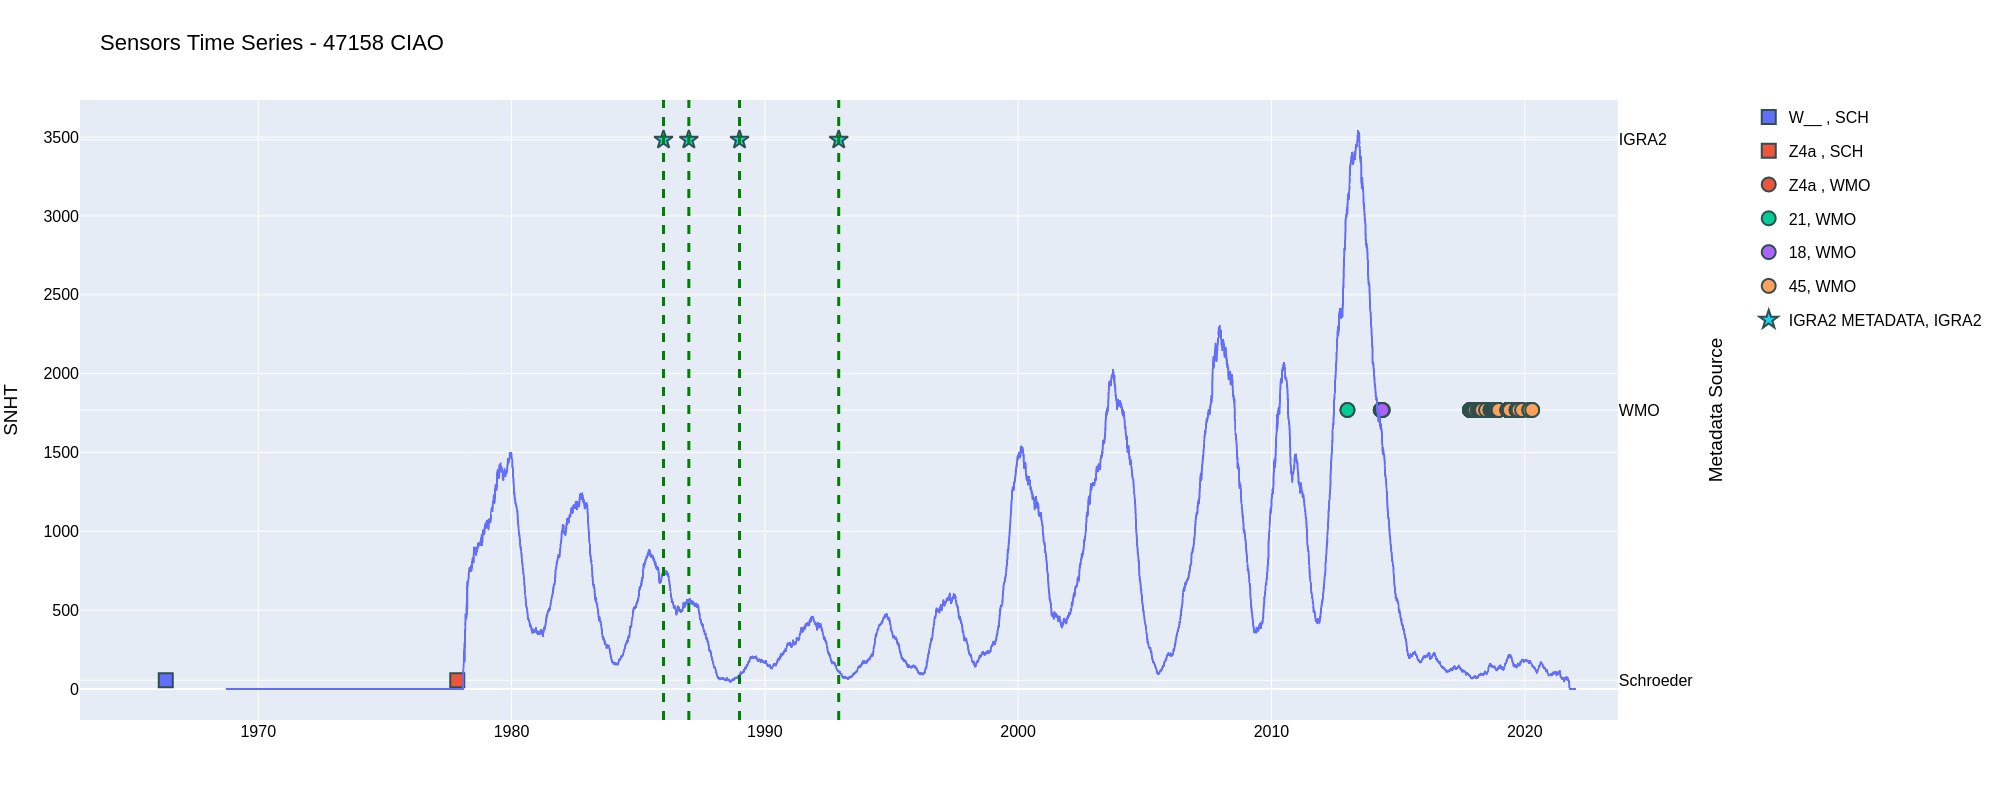 Sensors Time Series - 47158 CIAO
SNHT
3500
3000
2500
2000
1500
1000
500
0
1970
1980
1990
2000
2010
2020
IGRA2
WMO
Schroeder
Metadata Source
W__ , SCH
Z4a , SCH
Z4a , WMO
21, WMO
18, WMO
45, WMO
IGRA2 METADATA, IGRA2